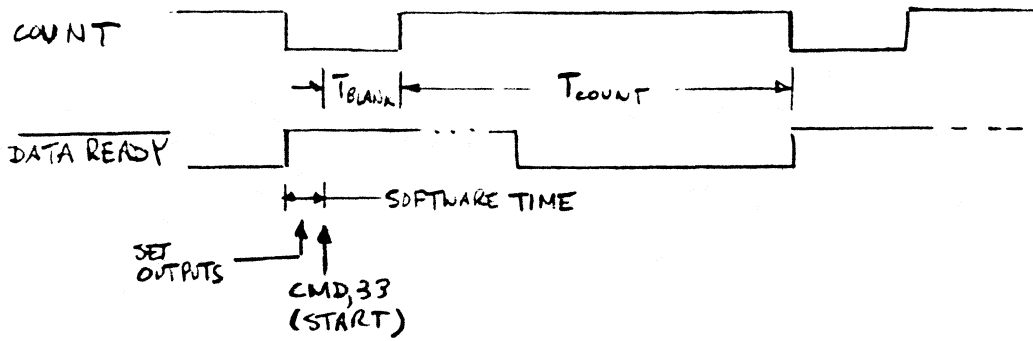 COUNT
TBLANK
TCOUNT
DATA READY
SOFTWARE TIME
SET
OUTPUTS
CMD,33
(START)